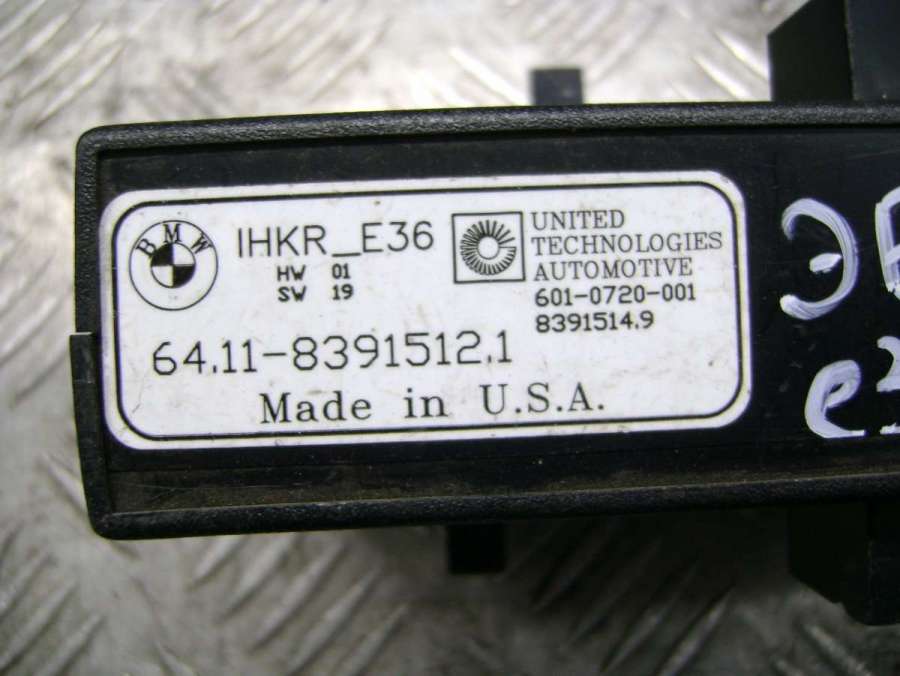 BMW
IHKR_E36
HW 01
SW 19
UNITED
TECHNOLOGIES
AUTOMOTIVE
601-0720-001
8391514.9
64.11-8391512.1
Made in U.S.A.